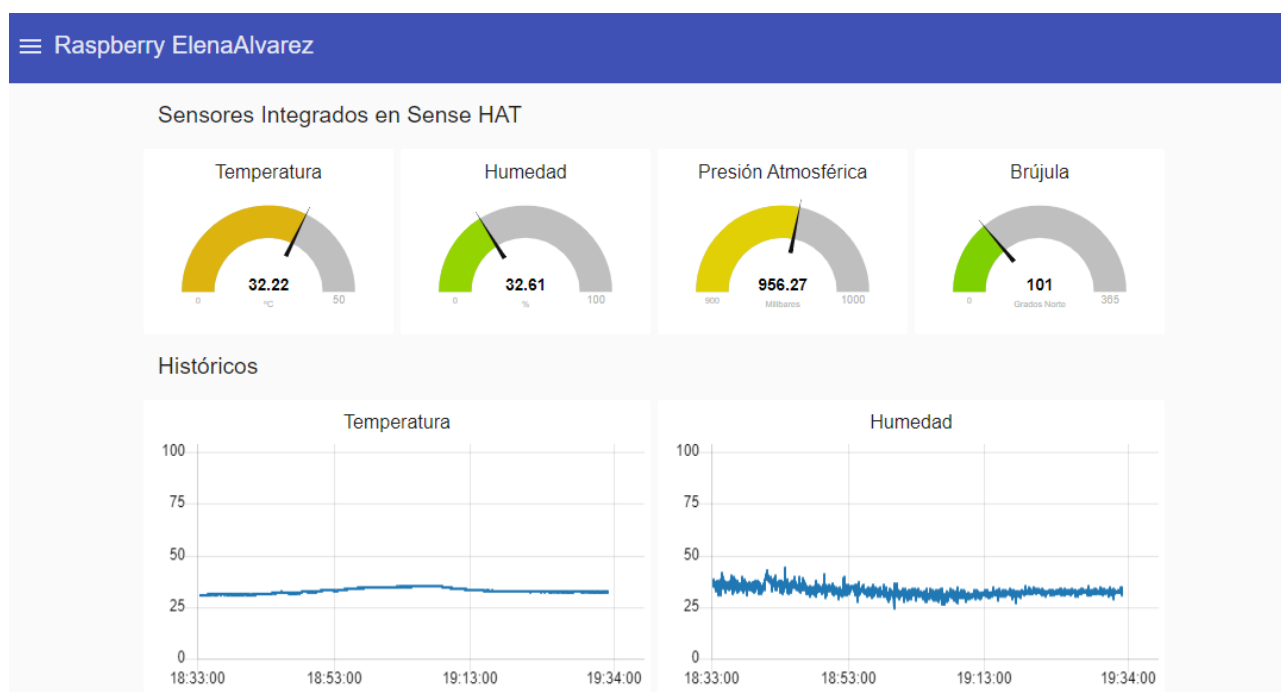 Raspberry ElenaAlvarez
Sensores Integrados en Sense HAT
Temperatura
32.22
ºC
0
50
Humedad
32.61
%
0
100
Presión Atmosférica
956.27
Milibares
900
1000
Brújula
101
Grados Norte
0
365
Históricos
Temperatura
100
75
50
25
0
18:33:00 18:53:00 19:13:00 19:34:00
Humedad
100
75
50
25
0
18:33:00 18:53:00 19:13:00 19:34:00